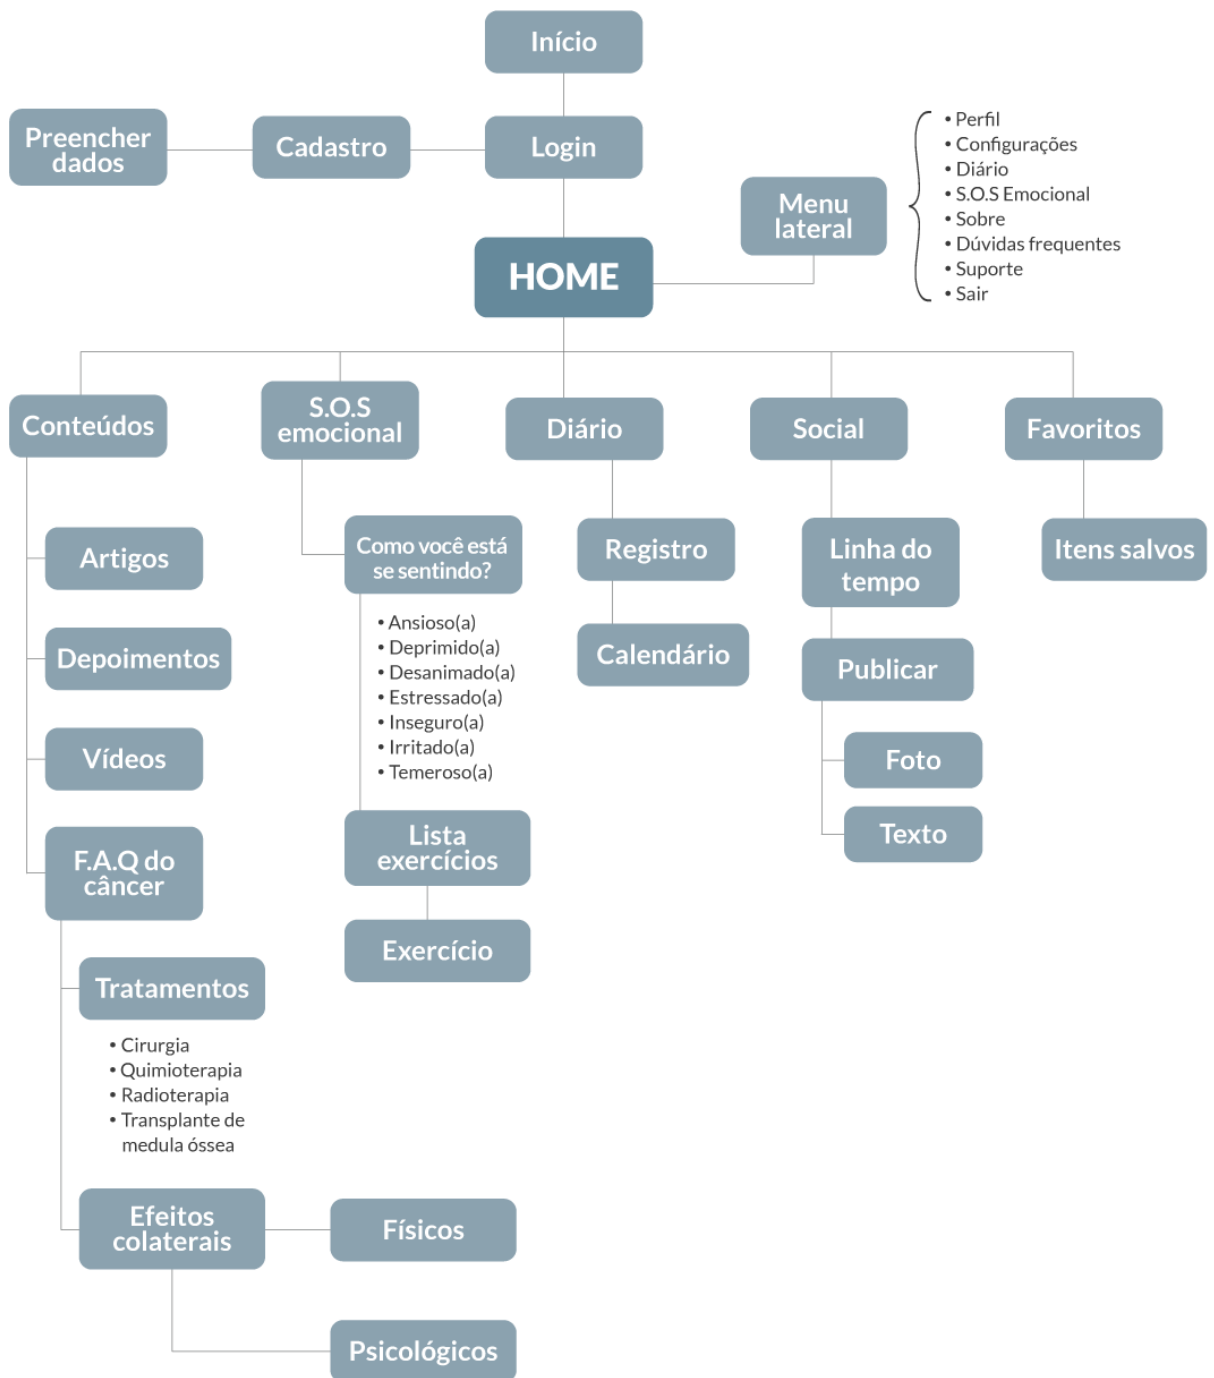 Início
Preencher
dados
Cadastro
Login
Menu
lateral
• Perfil
• Configurações
• Diário
• S.O.S Emocional
• Sobre
• Dúvidas frequentes
• Suporte
• Sair
HOME
Conteúdos
S.O.S
emocional
Diário
Social
Favoritos
Artigos
Depoimentos
Vídeos
F.A.Q do
câncer
Tratamentos
• Cirurgia
• Quimioterapia
• Radioterapia
• Transplante de
medula óssea
Efeitos
colaterais
Físicos
Psicológicos
Como você está
se sentindo?
• Ansioso(a)
• Deprimido(a)
• Desanimado(a)
• Estressado(a)
• Inseguro(a)
• Irritado(a)
• Temeroso(a)
Lista
exercícios
Exercício
Registro
Calendário
Linha do
tempo
Publicar
Foto
Texto
Itens salvos